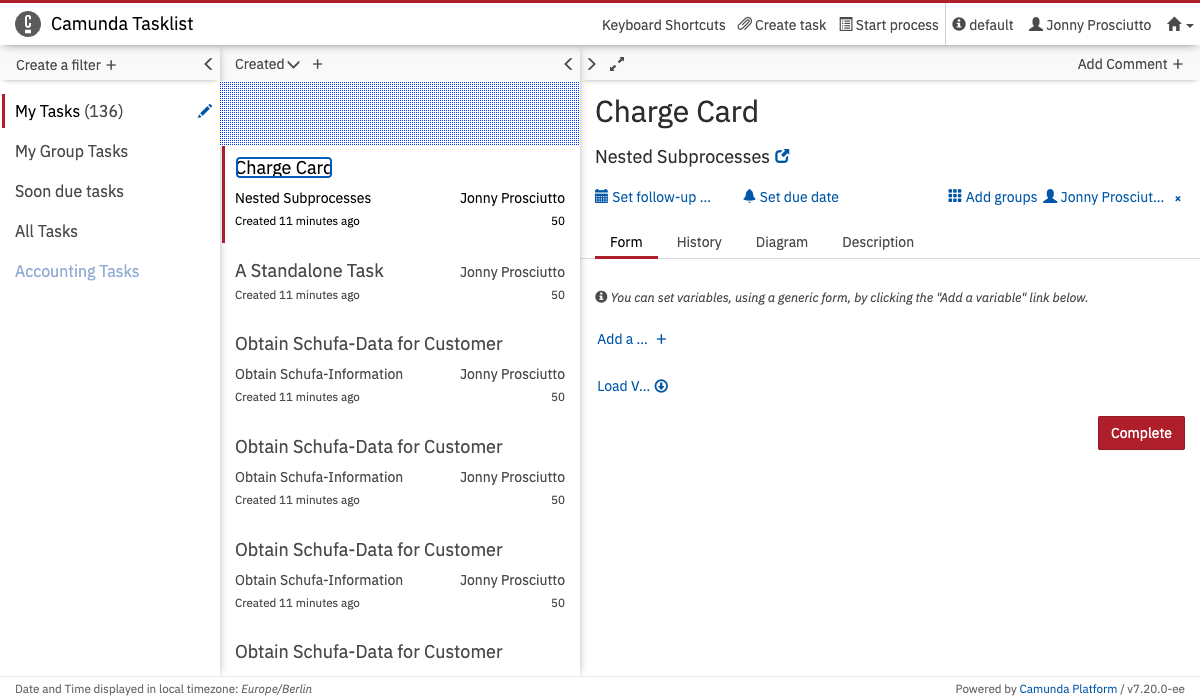 Camunda Tasklist
Keyboard Shortcuts Create task Start process default Jonny Prosciutto
Create a filter +
My Tasks (136)
My Group Tasks
Soon due tasks
All Tasks
Accounting Tasks
Created +
Charge Card
Nested Subprocesses Jonny Prosciutto
Created 11 minutes ago 50
A Standalone Task Jonny Prosciutto
Created 11 minutes ago 50
Obtain Schufa-Data for Customer
Obtain Schufa-Information Jonny Prosciutto
Created 11 minutes ago 50
Obtain Schufa-Data for Customer
Obtain Schufa-Information Jonny Prosciutto
Created 11 minutes ago 50
Obtain Schufa-Data for Customer
Obtain Schufa-Information Jonny Prosciutto
Created 11 minutes ago 50
Obtain Schufa-Data for Customer
Add Comment +
Charge Card
Nested Subprocesses
Set follow-up ... Set due date Add groups Jonny Prosciut... ×
Form History Diagram Description
You can set variables, using a generic form, by clicking the "Add a variable" link below.
Add a ... +
Load V...
Complete
Date and Time displayed in local timezone: Europe/Berlin
Powered by Camunda Platform / v7.20.0-ee